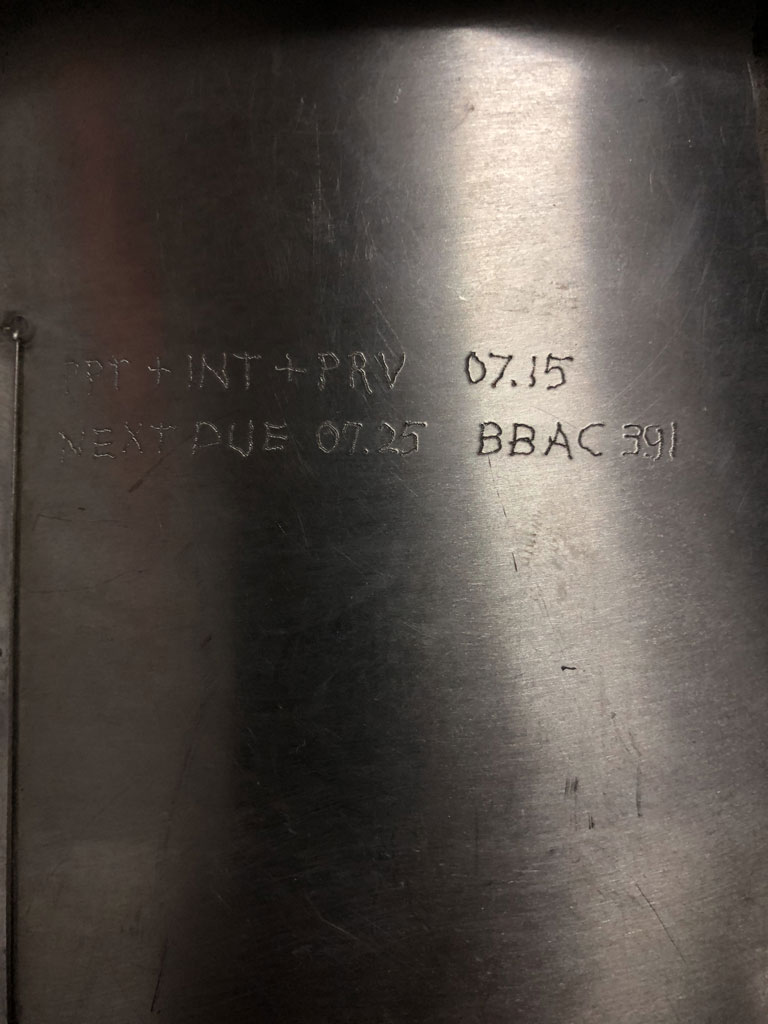 PPT + INT + PRV 07.15
NEXT DUE 07.25 BBAC 391